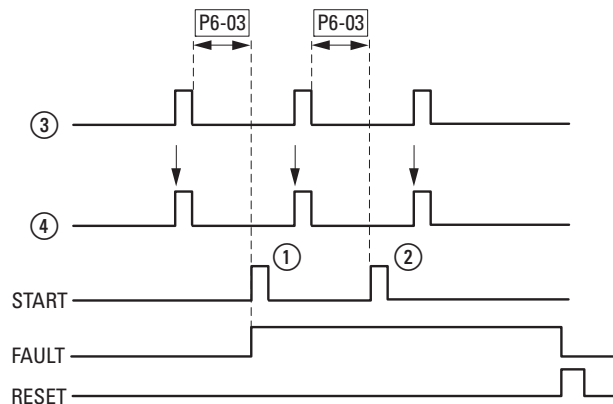 P6-03 P6-03
③
④
① ②
START
FAULT
RESET